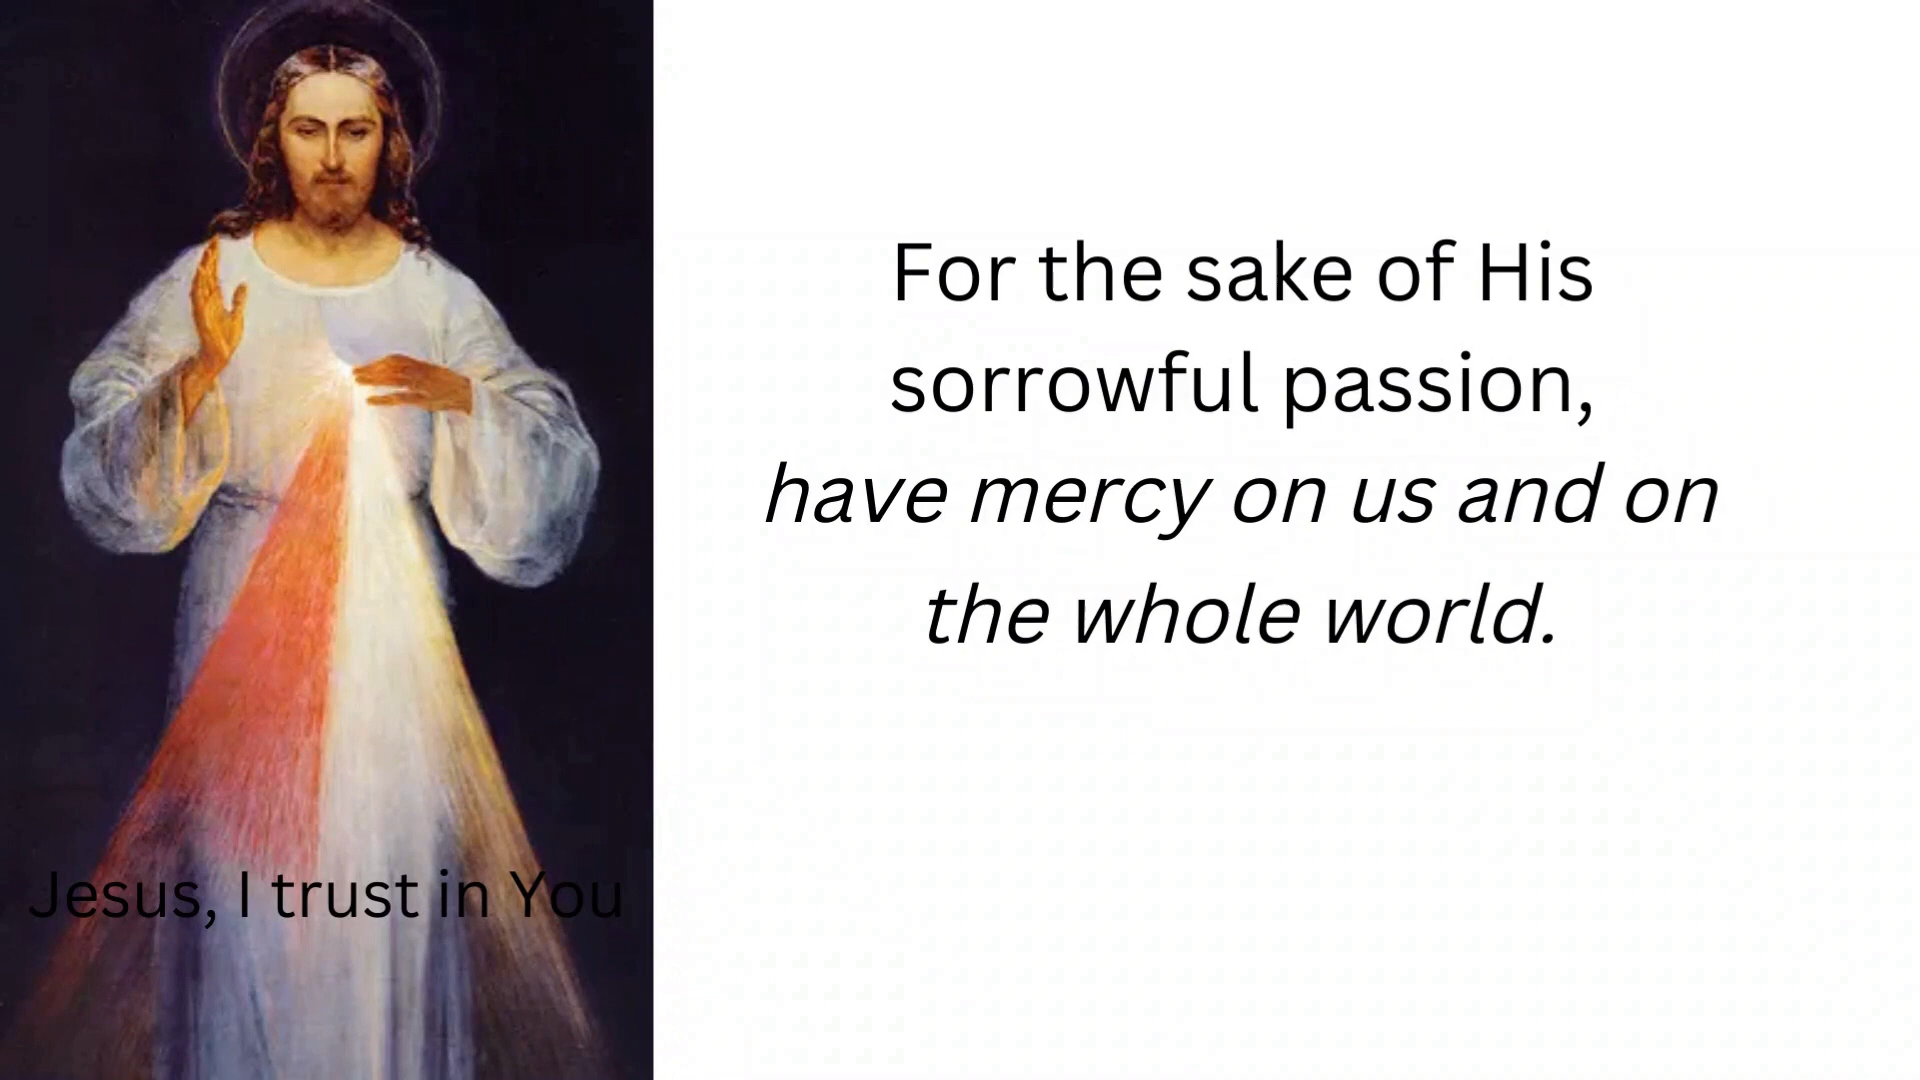 For the sake of His
sorrowful passion,
have mercy on us and on
the whole world.
Jesus, I trust in You